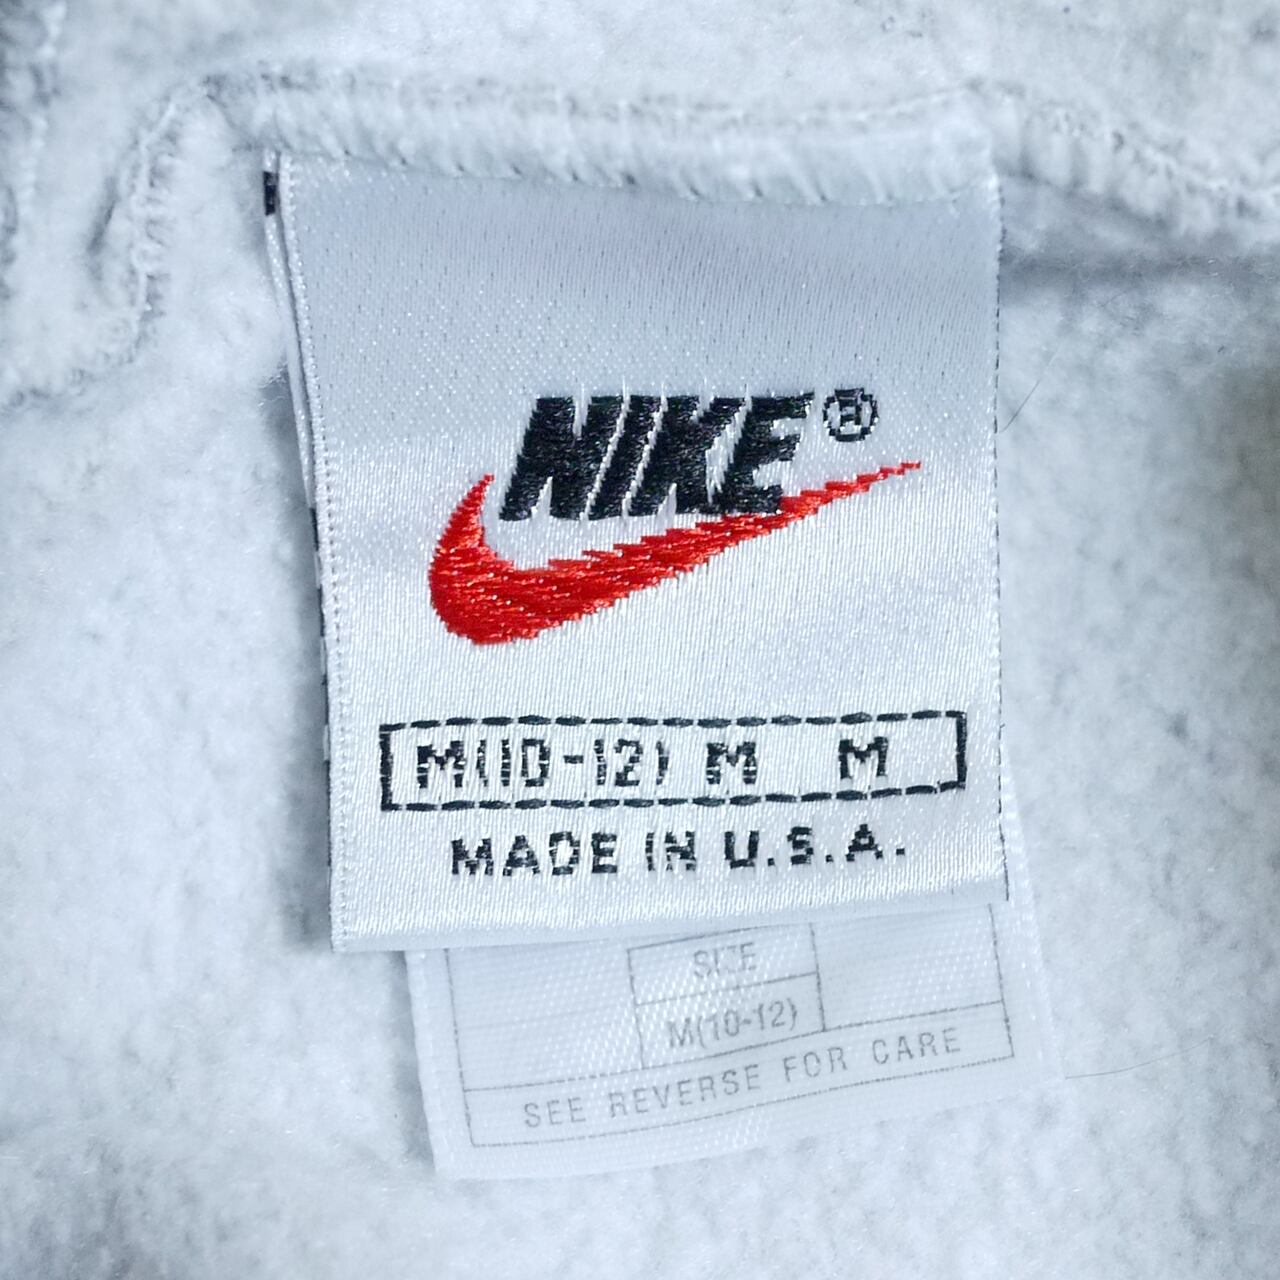 NIKE®
M(10-12) M M
MADE IN U.S.A.
SIZE
M(10-12)
SEE REVERSE FOR CARE